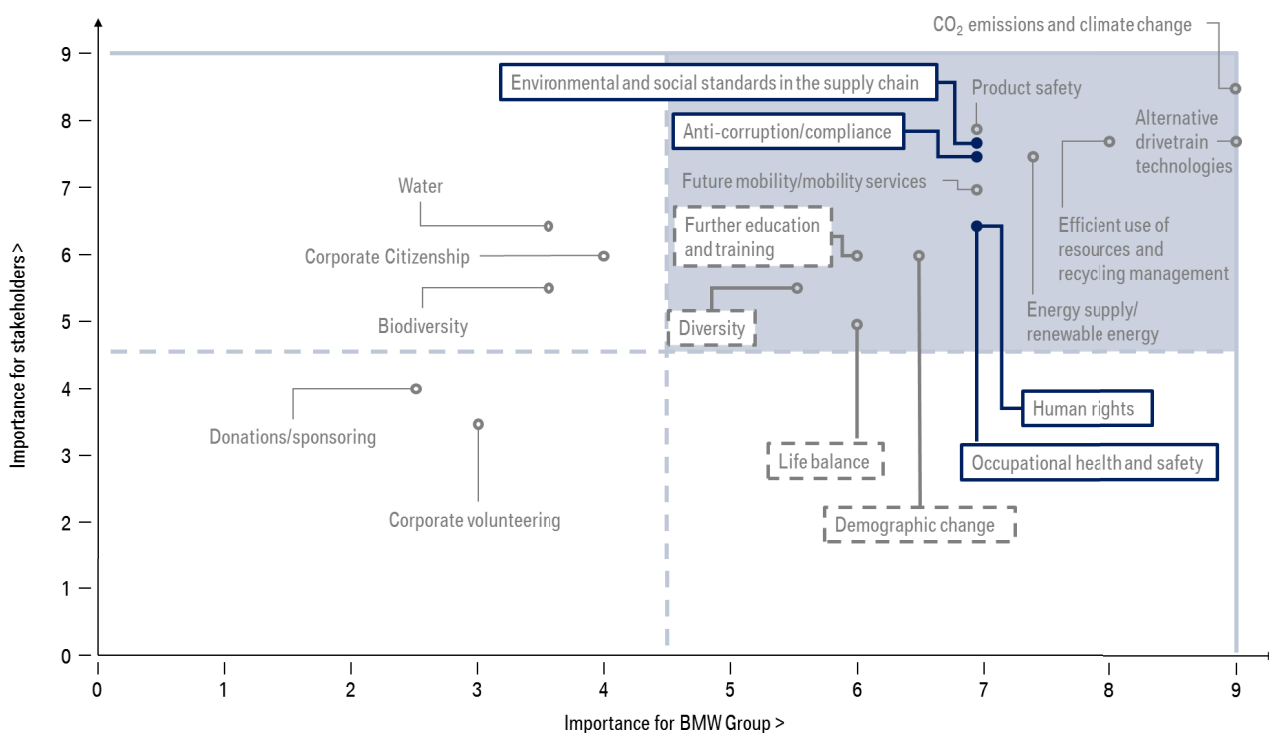 CO2 emissions and climate change
9
Environmental and social standards in the supply chain
Product safety
8
Anti-corruption/compliance
Alternative
drivetrain
technologies
7
Water
Future mobility/mobility services
Further education
and training
Efficient use of
resources and
recycling management
6
Corporate Citizenship
5
Biodiversity
Diversity
Energy supply/
renewable energy
4
Donations/sponsoring
Human rights
3
Life balance
Occupational health and safety
2
Corporate volunteering
Demographic change
1
0
Importance for stakeholders >
0 1 2 3 4 5 6 7 8 9
Importance for BMW Group >